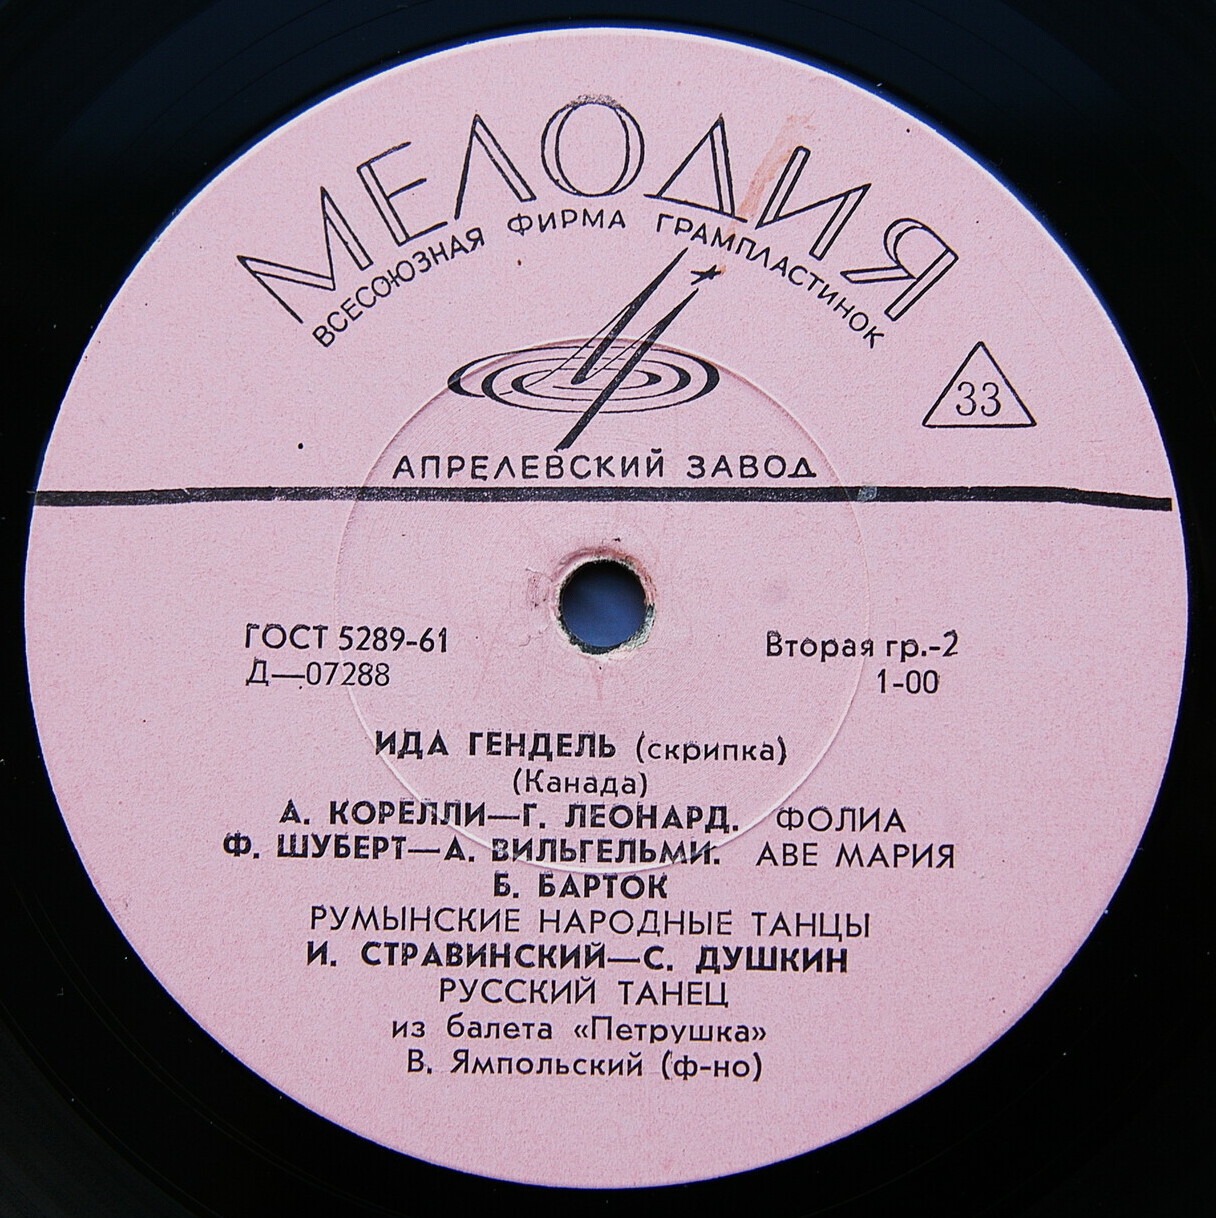 МЕЛОДИЯ
ВСЕСОЮЗНАЯ ФИРМА ГРАМПЛАСТИНОК
33
АПРЕЛЕВСКИЙ ЗАВОД
ГОСТ 5289-61
Д—07288
Вторая гр.-2
1-00
ИДА ГЕНДЕЛЬ (скрипка)
(Канада)
А. КОРЕЛЛИ—Г. ЛЕОНАРД. ФОЛИА
Ф. ШУБЕРТ—А. ВИЛЬГЕЛЬМИ. АВЕ МАРИЯ
Б. БАРТОК
РУМЫНСКИЕ НАРОДНЫЕ ТАНЦЫ
И. СТРАВИНСКИЙ—С. ДУШКИН
РУССКИЙ ТАНЕЦ
из балета «Петрушка»
В. Ямпольский (ф-но)